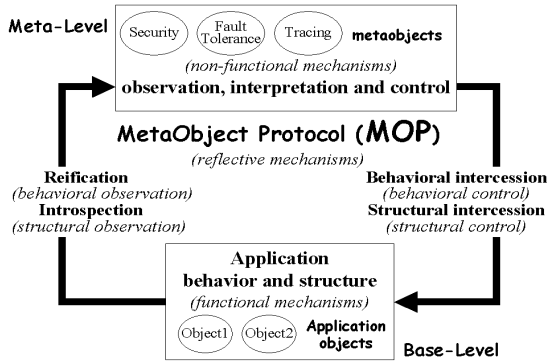 Meta-Level
Security
Fault
Tolerance
Tracing
metaobjects
(non-functional mechanisms)
observation, interpretation and control
MetaObject Protocol (MOP)
(reflective mechanisms)
Reification
(behavioral observation)
Introspection
(structural observation)
Behavioral intercession
(behavioral control)
Structural intercession
(structural control)
Application
behavior and structure
(functional mechanisms)
Object1
Object2
Application
objects
Base-Level